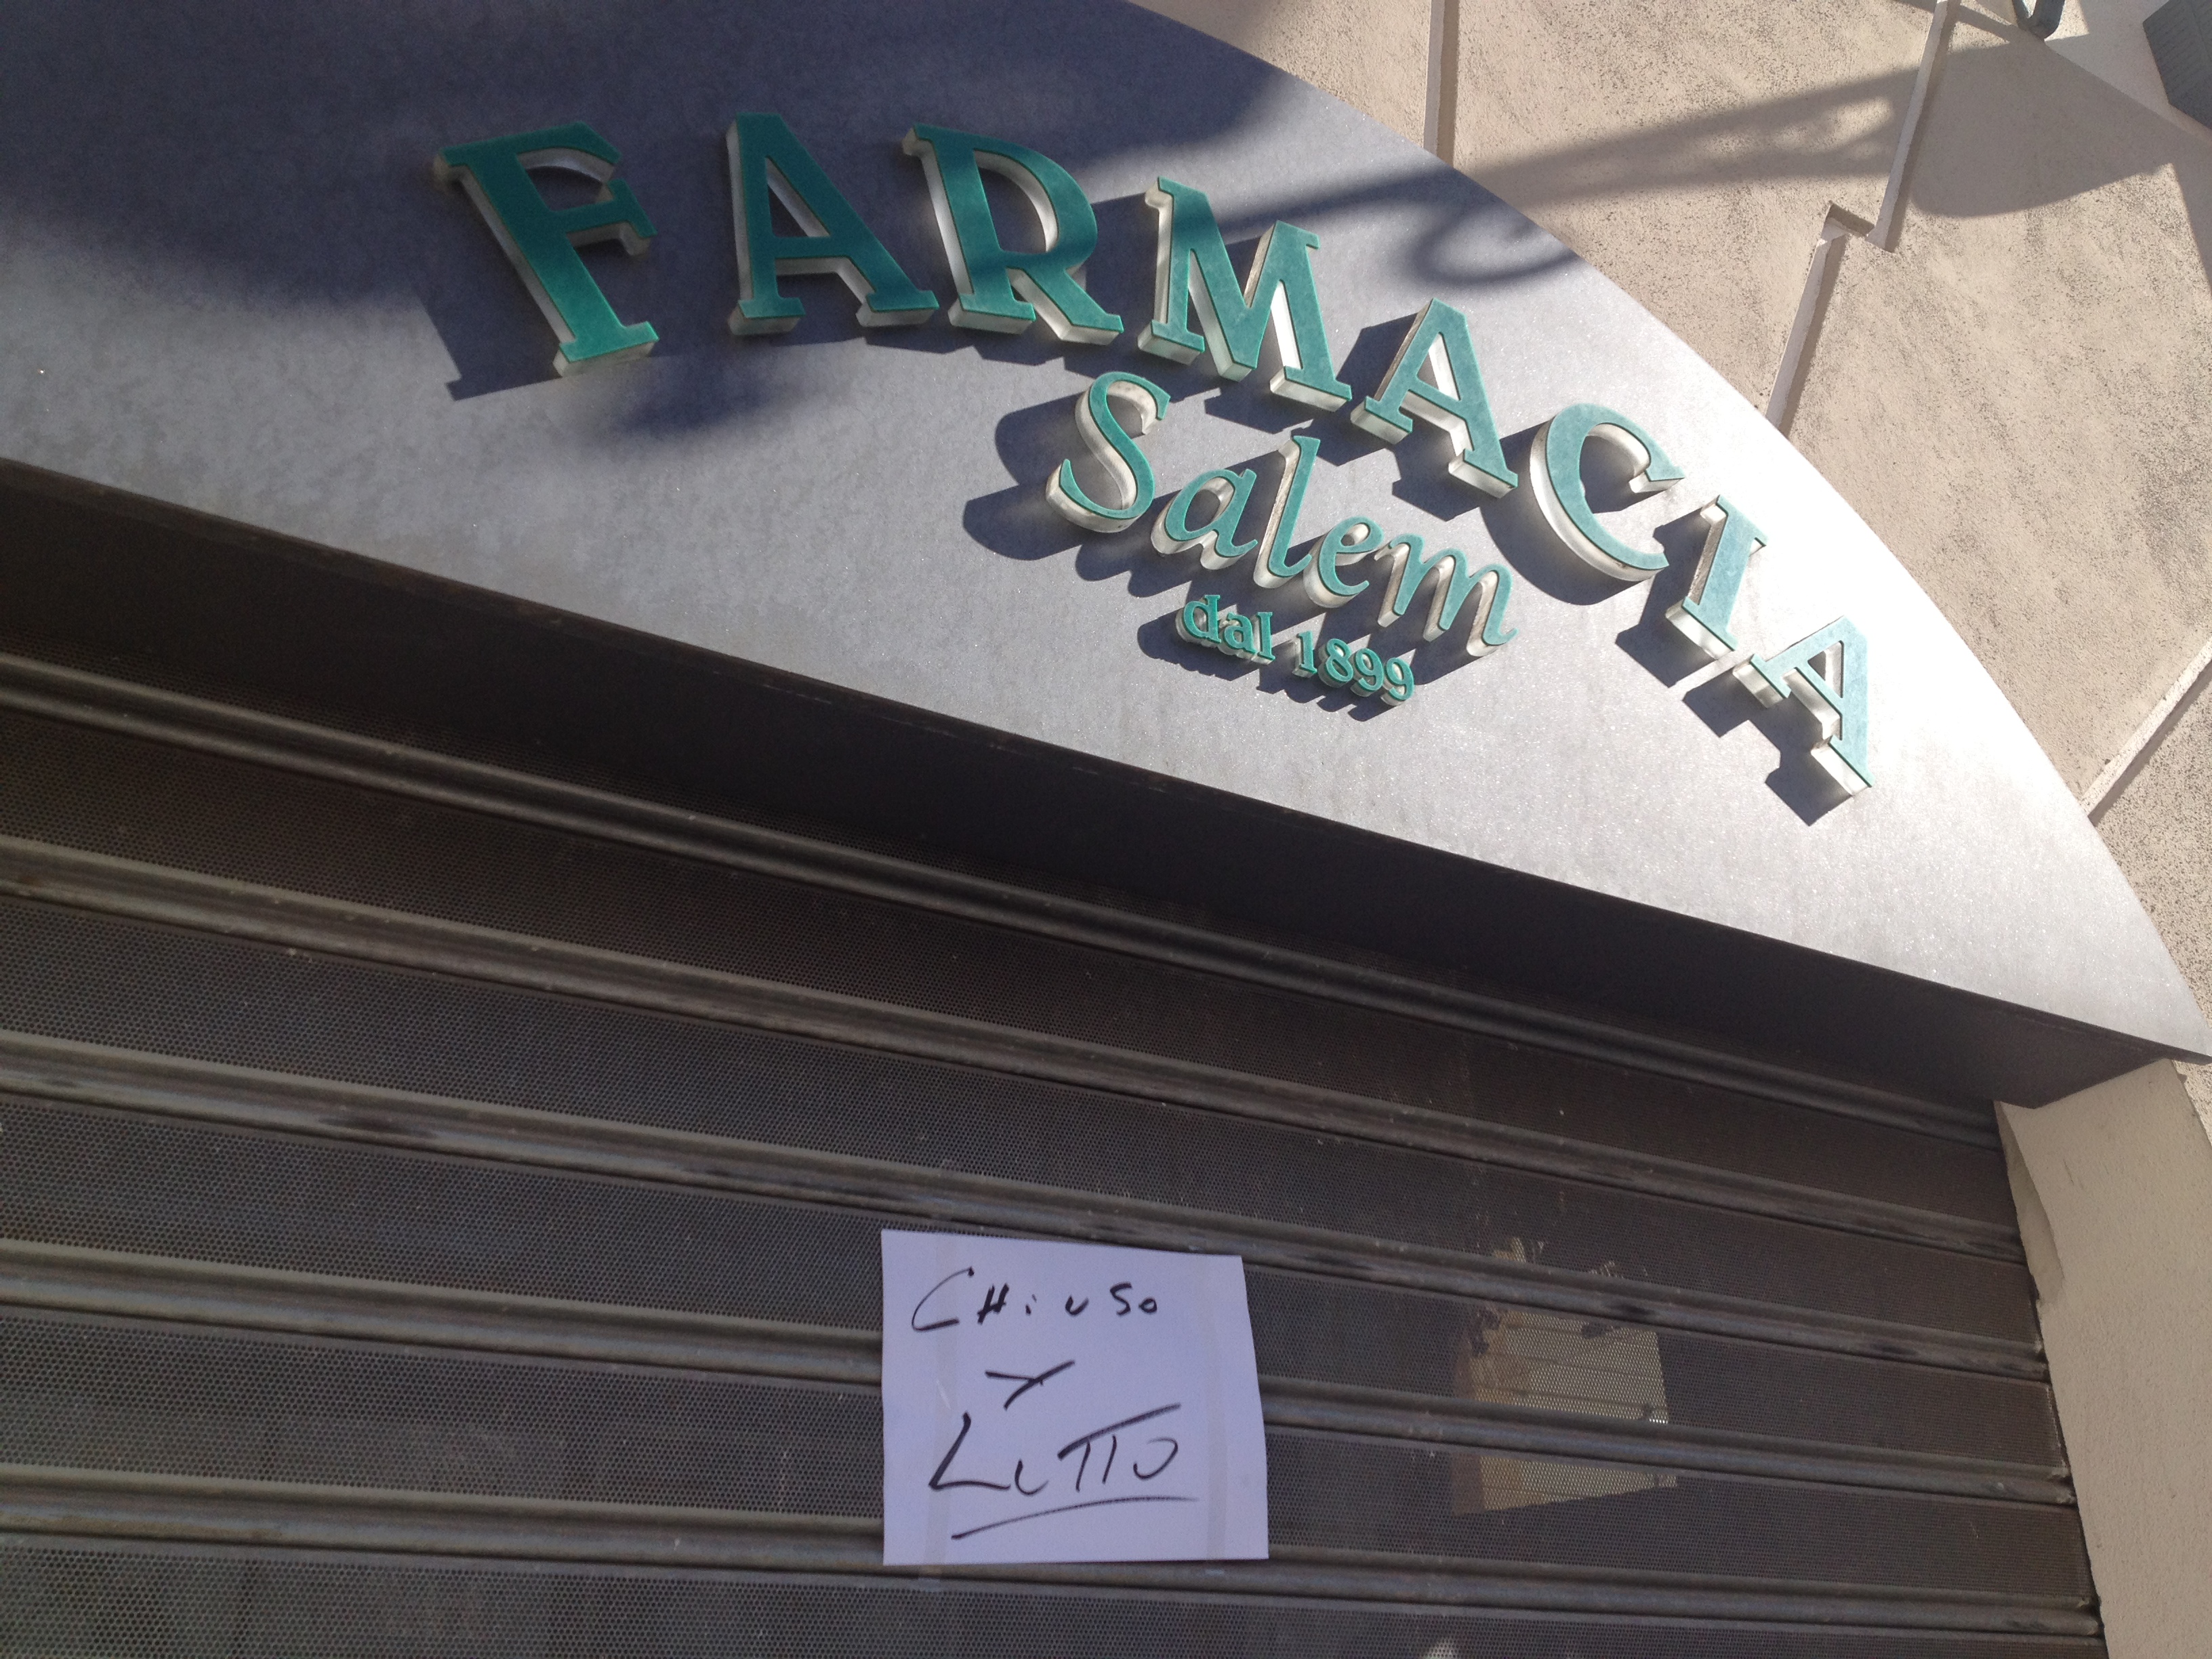 FARMACIA
Salem
dal 1899
CHiuSo
X
LuTTO